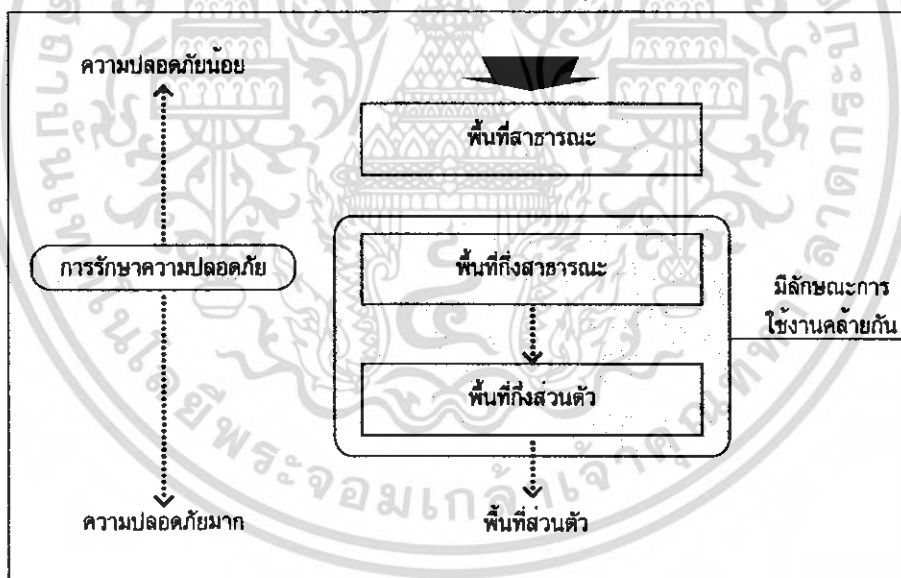 ความปลอดภัยน้อย
พื้นที่สาธารณะ
การรักษาความปลอดภัย
พื้นที่กึ่งสาธารณะ
มีลักษณะการ
ใช้งานคล้ายกัน
พื้นที่กึ่งส่วนตัว
ความปลอดภัยมาก
พื้นที่ส่วนตัว